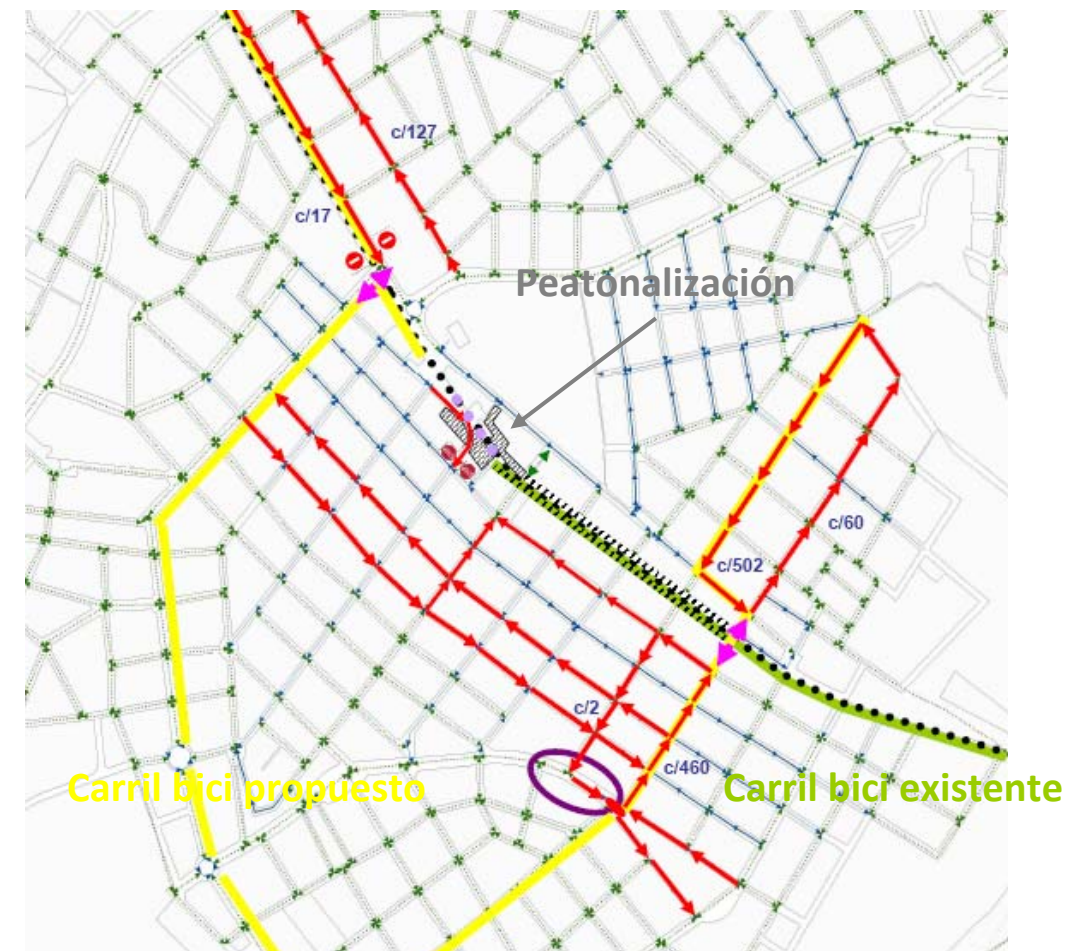 c/127
c/17
Peatonalización
c/60
c/502
c/2
c/460
Carril bici propuesto
Carril bici existente